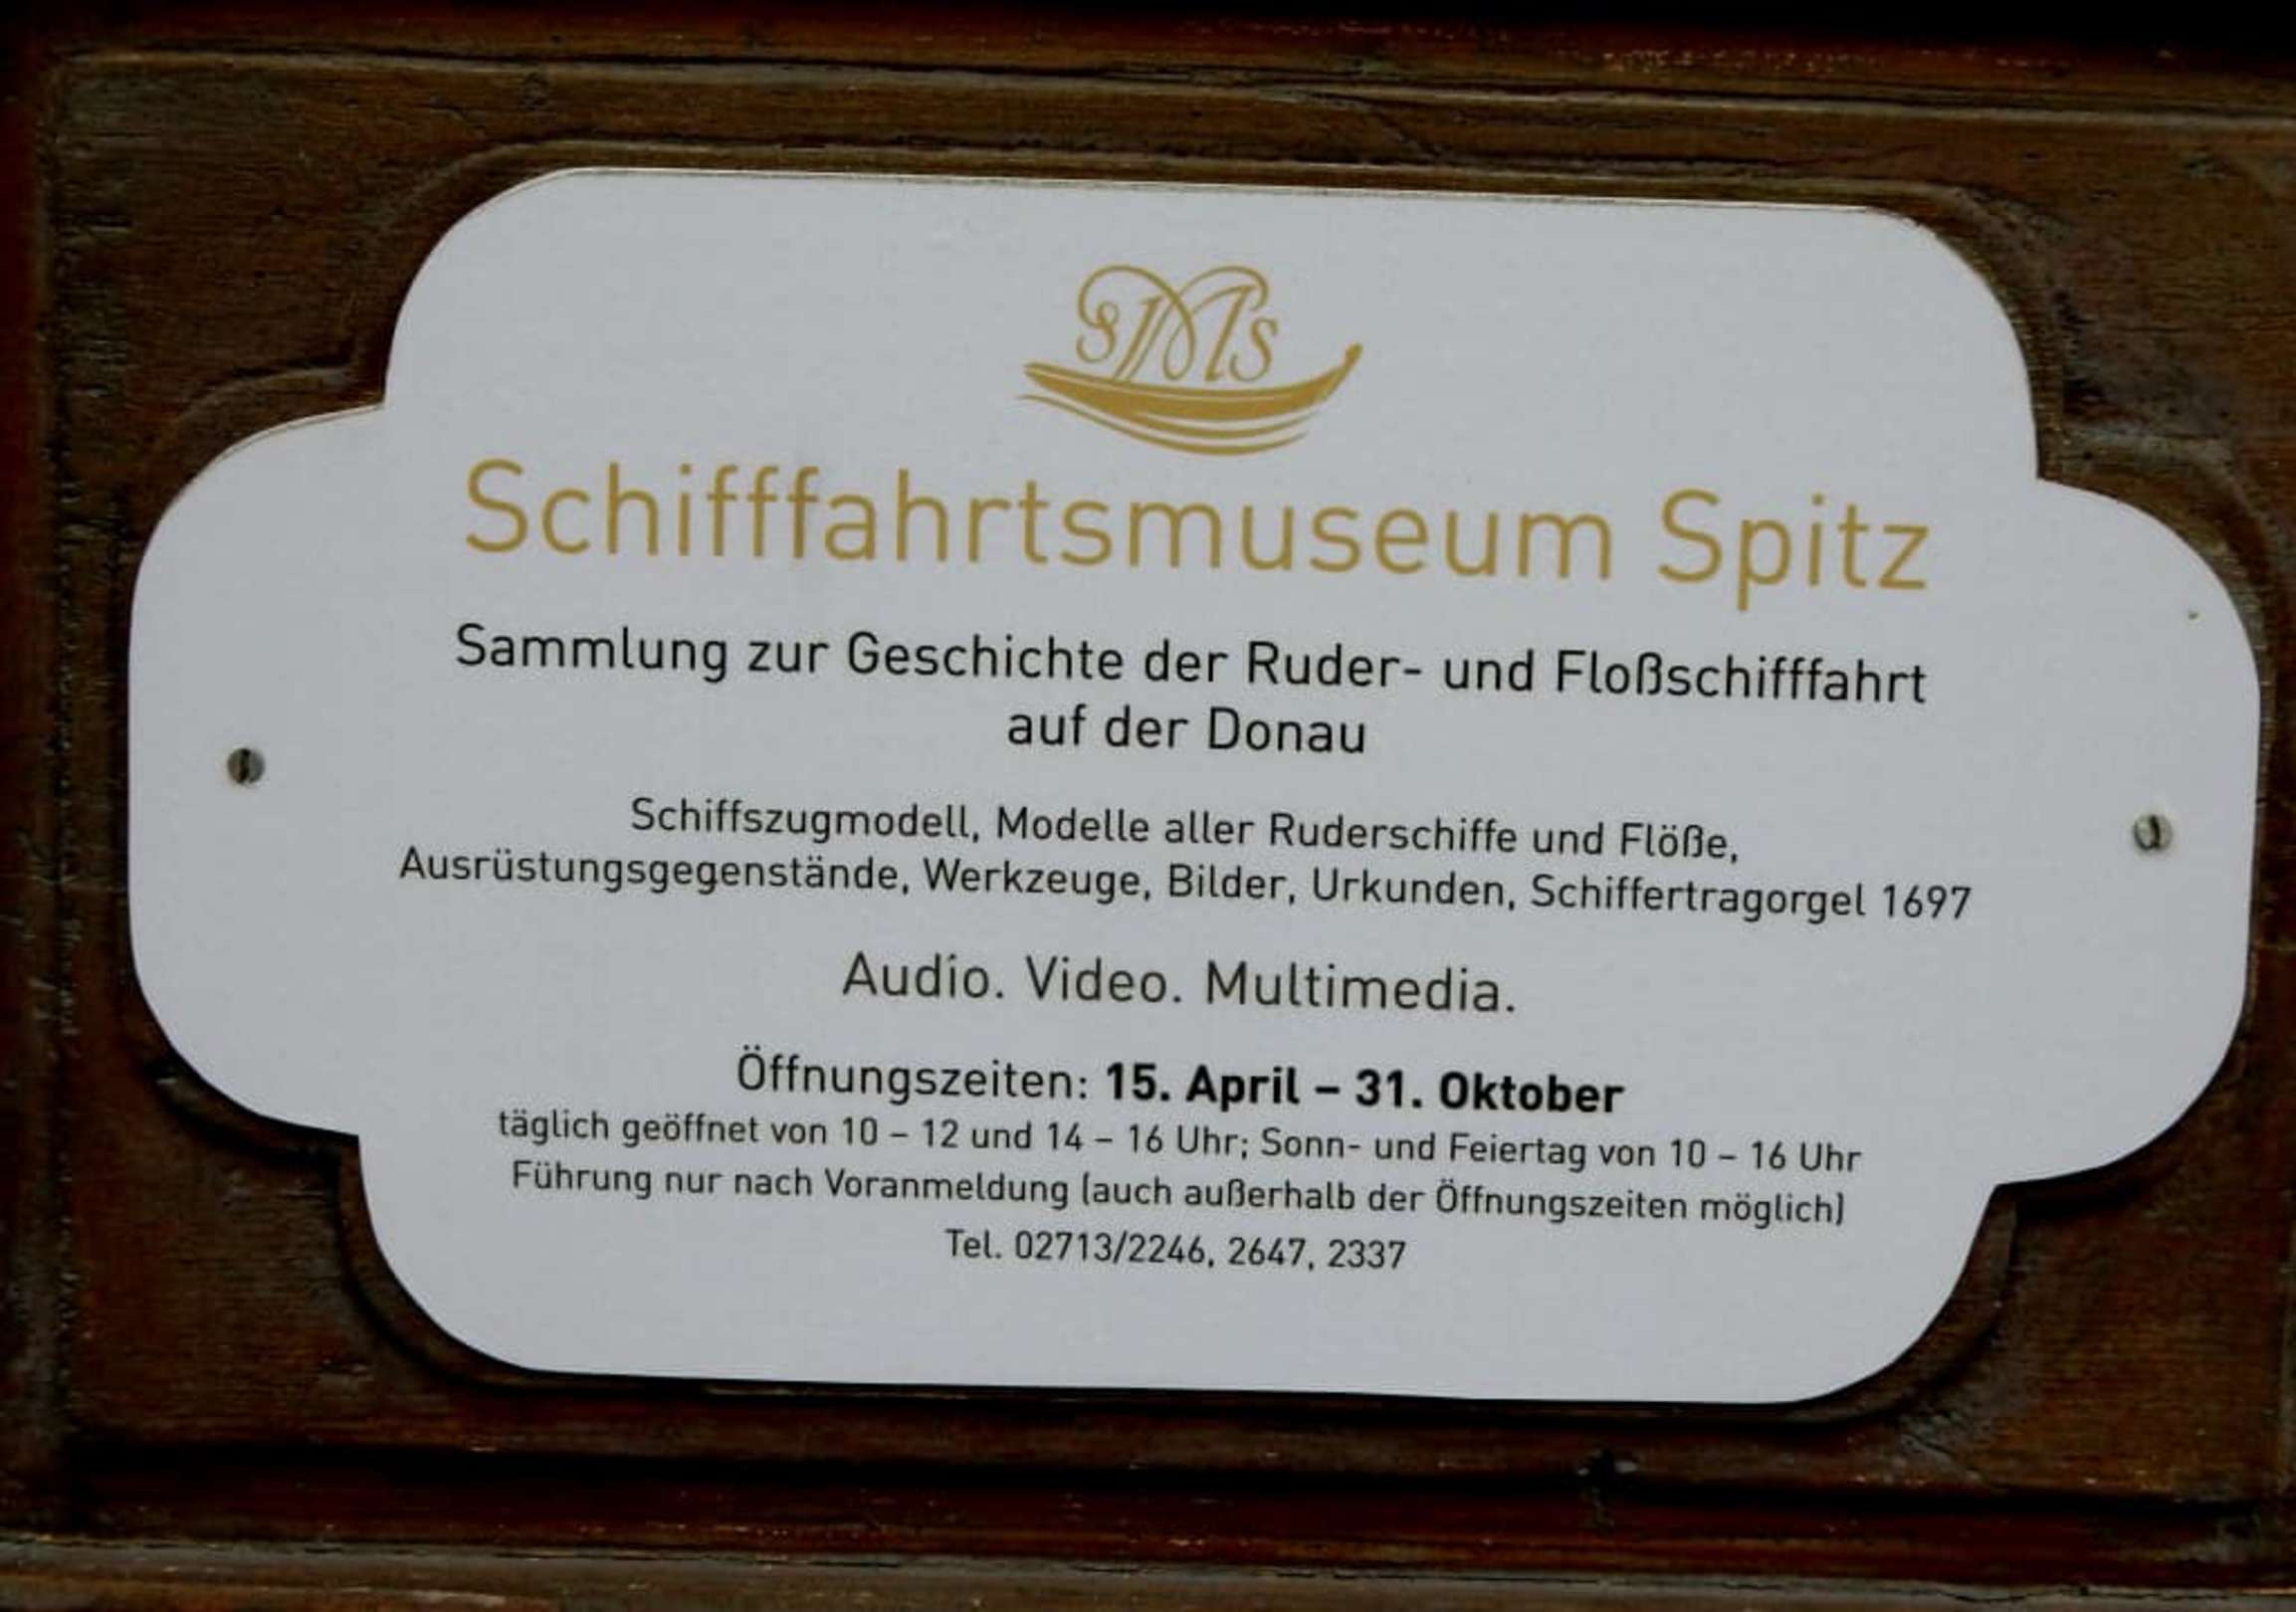 SMS
Schifffahrtsmuseum Spitz
Sammlung zur Geschichte der Ruder- und Floßschifffahrt
auf der Donau
Schiffszugmodell, Modelle aller Ruderschiffe und Flöße,
Ausrüstungsgegenstände, Werkzeuge, Bilder, Urkunden, Schiffertragorgel 1697
Audio. Video. Multimedia.
Öffnungszeiten: 15. April – 31. Oktober
täglich geöffnet von 10 – 12 und 14 – 16 Uhr; Sonn- und Feiertag von 10 – 16 Uhr
Führung nur nach Voranmeldung (auch außerhalb der Öffnungszeiten möglich)
Tel. 02713/2246, 2647, 2337